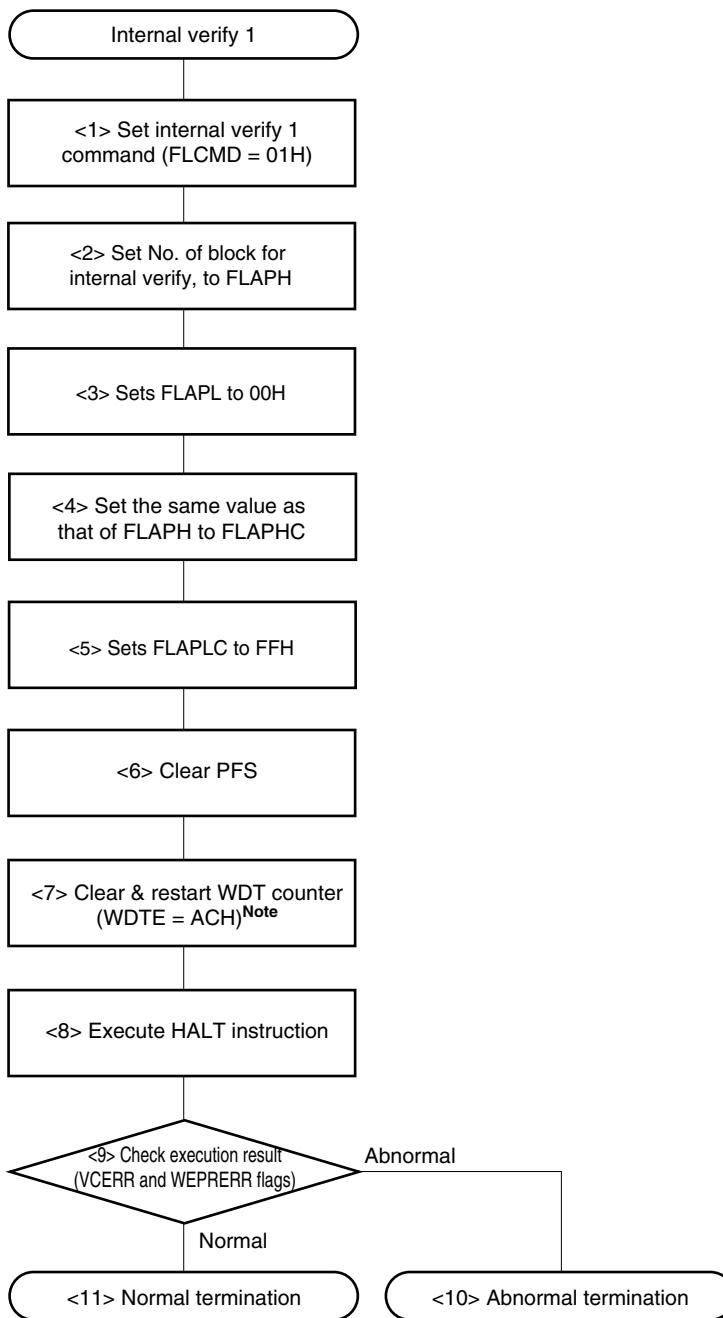 Internal verify 1
<1> Set internal verify 1
command (FLCMD = 01H)
<2> Set No. of block for
internal verify, to FLAPH
<3> Sets FLAPL to 00H
<4> Set the same value as
that of FLAPH to FLAPHC
<5> Sets FLAPLC to FFH
<6> Clear PFS
<7> Clear & restart WDT counter
(WDTE = ACH)Note
<8> Execute HALT instruction
<9> Check execution result
(VCERR and WEPRERR flags)
Abnormal
Normal
<11> Normal termination
<10> Abnormal termination